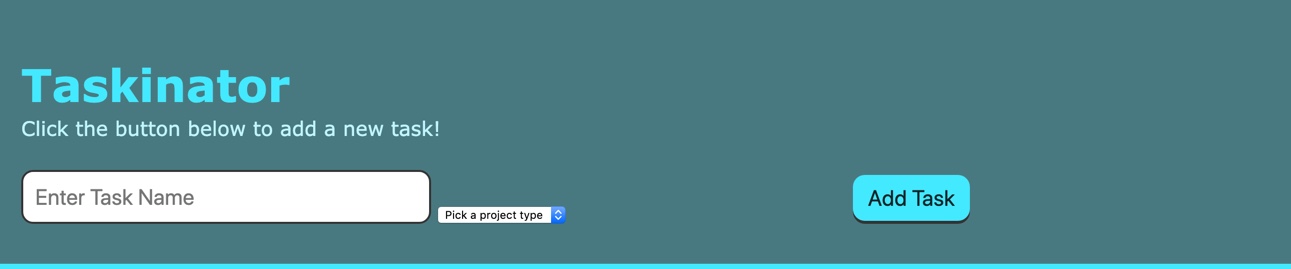 Taskinator
Click the button below to add a new task!
Enter Task Name
Pick a project type
Add Task